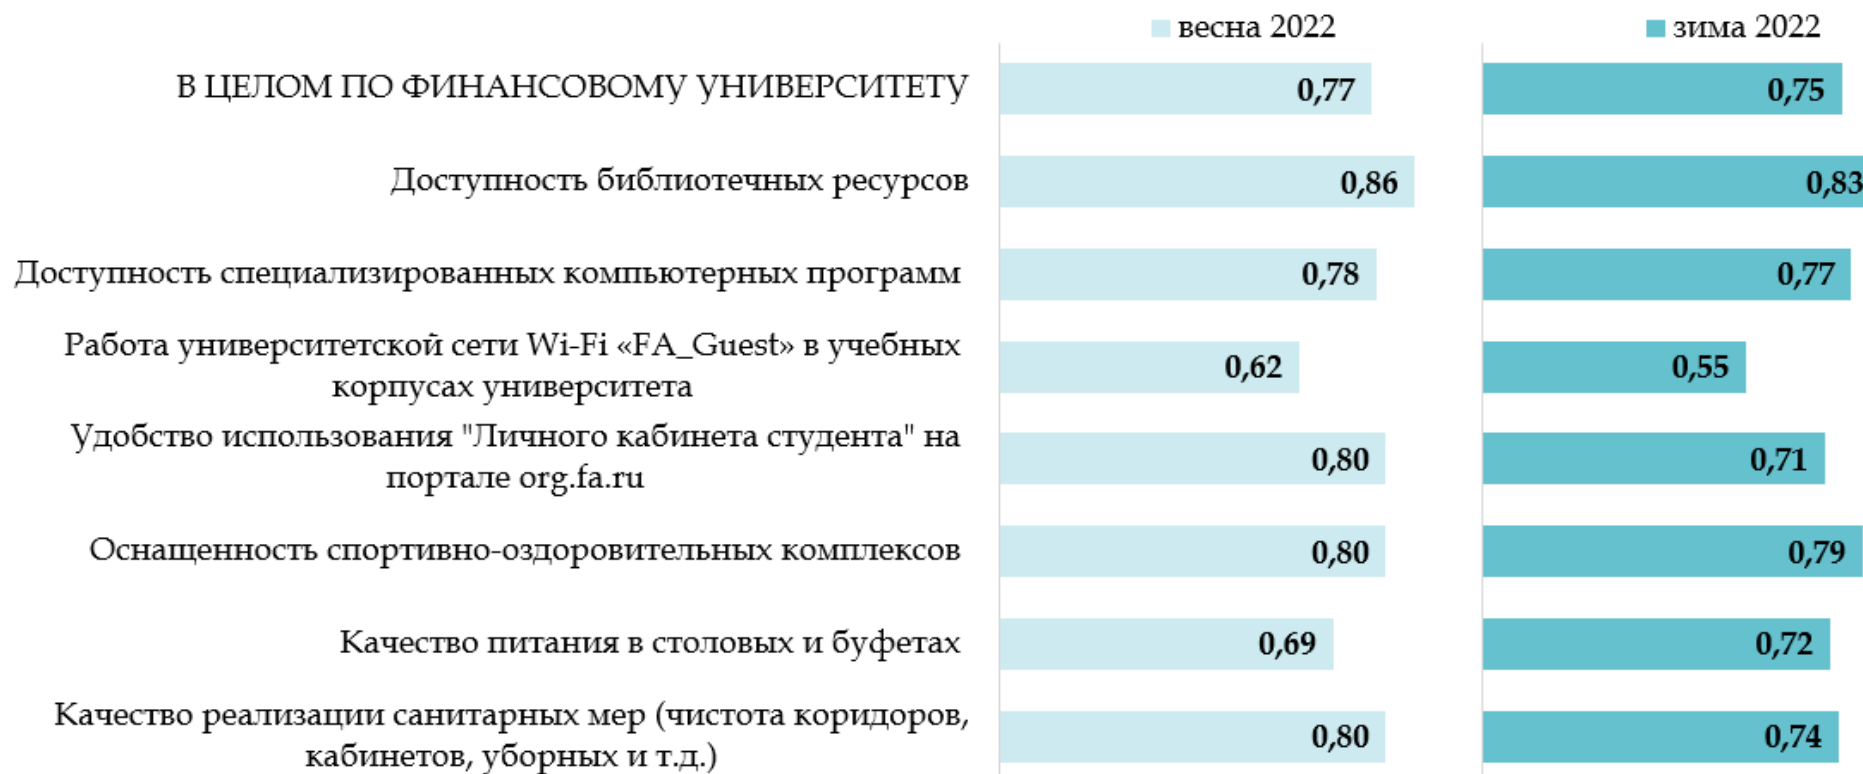 весна 2022
зима 2022
В ЦЕЛОМ ПО ФИНАНСОВОМУ УНИВЕРСИТЕТУ
0,77
0,75
Доступность библиотечных ресурсов
0,86
0,83
Доступность специализированных компьютерных программ
0,78
0,77
Работа университетской сети Wi-Fi «FA_Guest» в учебных
корпусах университета
0,62
0,55
Удобство использования "Личного кабинета студента" на
портале org.fa.ru
0,80
0,71
Оснащенность спортивно-оздоровительных комплексов
0,80
0,79
Качество питания в столовых и буфетах
0,69
0,72
Качество реализации санитарных мер (чистота коридоров,
кабинетов, уборных и т.д.)
0,80
0,74